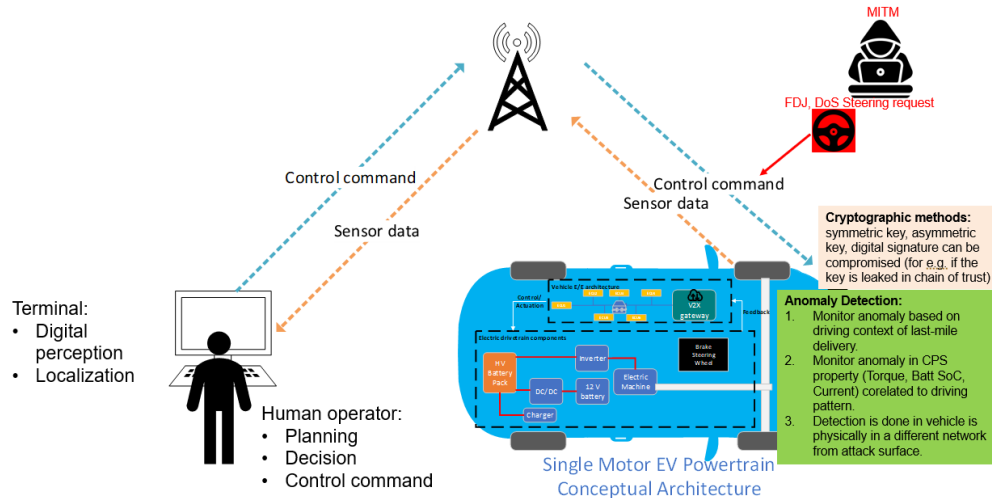 MITM
FDJ, DoS Steering request
Control command
Sensor data
Control command
Sensor data
Cryptographic methods:
symmetric key, asymmetric
key, digital signature can be
compromised (for e.g. if the
key is leaked in chain of trust)
Anomaly Detection:
1. Monitor anomaly based on
driving context of last-mile
delivery.
2. Monitor anomaly in CPS
property (Torque, Batt SoC,
Current) corelated to driving
pattern.
3. Detection is done in vehicle is
physically in a different network
from attack surface.
Terminal:
• Digital
perception
• Localization
Human operator:
• Planning
• Decision
• Control command
Vehicle E/E architecture
Control/
Actuation
V2X
gateway
Feedback
Electric drivetrain components
HV
Battery
Pack
Inverter
DC/DC
12 V
battery
Electric
Machine
Charger
Brake
Steering
Wheel
Single Motor EV Powertrain
Conceptual Architecture